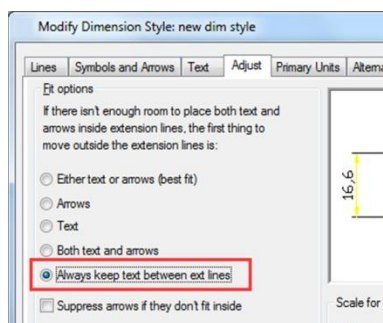 Modify Dimension Style: new dim style
Lines Symbols and Arrows Text Adjust Primary Units
Fit options
If there isn't enough room to place both text and
arrows inside extension lines, the first thing to
move outside the extension lines is:
Either text or arrows (best fit)
Arrows
Text
Both text and arrows
Always keep text between ext lines
Suppress arrows if they don't fit inside
16,6
Scale for